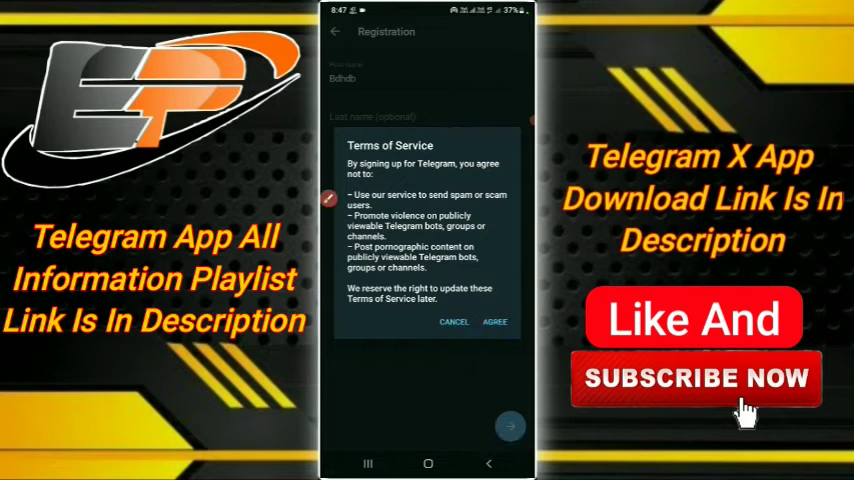 EP
Telegram App All
Information Playlist
Link Is In Description
8:47
37%
Registration
Bdhdb
Last name (optional)
Terms of Service
By signing up for Telegram, you agree
not to:
- Use our service to send spam or scam
users.
- Promote violence on publicly
viewable Telegram bots, groups or
channels.
- Post pornographic content on
publicly viewable Telegram bots,
groups or channels.
We reserve the right to update these
Terms of Service later.
CANCEL AGREE
Telegram X App
Download Link Is In
Description
Like And
SUBSCRIBE NOW